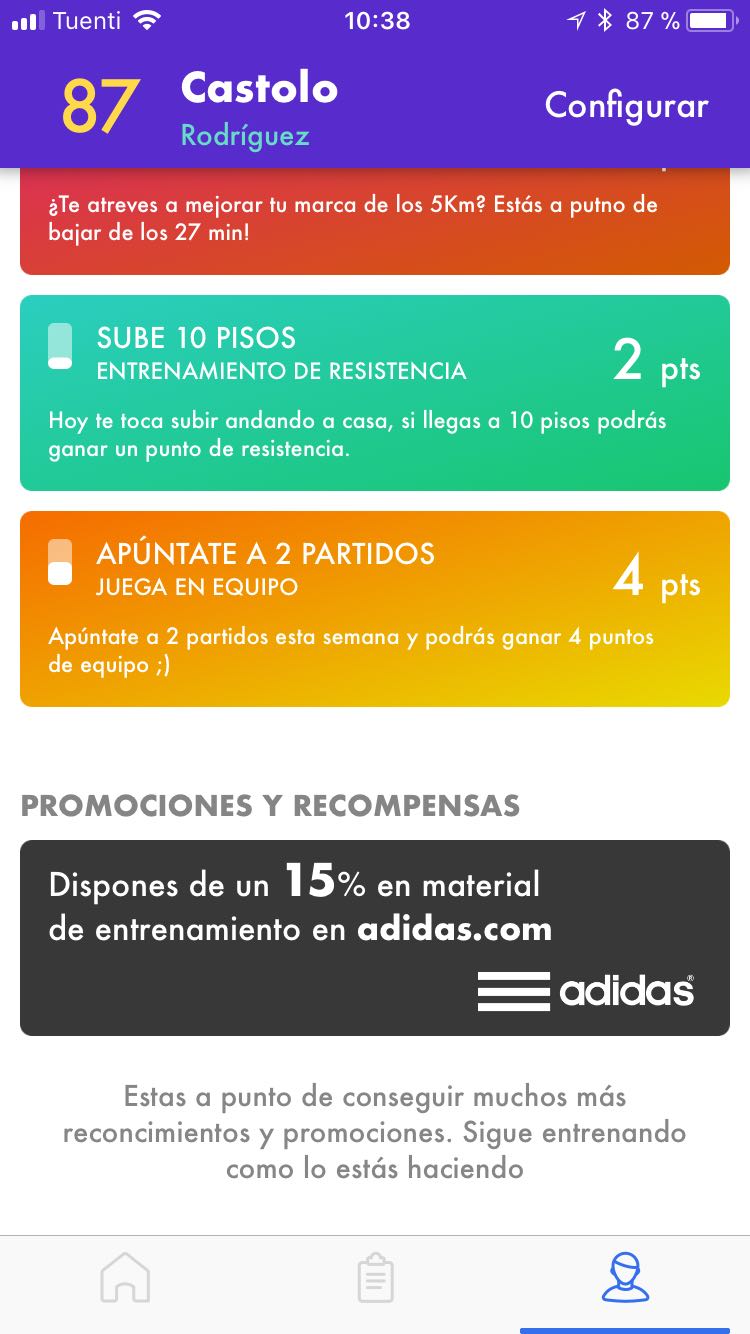 Tuenti 10:38 87 %
87 Castolo Configurar
Rodríguez
¿Te atreves a mejorar tu marca de los 5Km? Estás a putno de
bajar de los 27 min!
SUBE 10 PISOS 2 pts
ENTRENAMIENTO DE RESISTENCIA
Hoy te toca subir andando a casa, si llegas a 10 pisos podrás
ganar un punto de resistencia.
APÚNTATE A 2 PARTIDOS 4 pts
JUEGA EN EQUIPO
Apúntate a 2 partidos esta semana y podrás ganar 4 puntos
de equipo ;)
PROMOCIONES Y RECOMPENSAS
Dispones de un 15% en material
de entrenamiento en adidas.com
adidas®
Estas a punto de conseguir muchos más
reconcimientos y promociones. Sigue entrenando
como lo estás haciendo